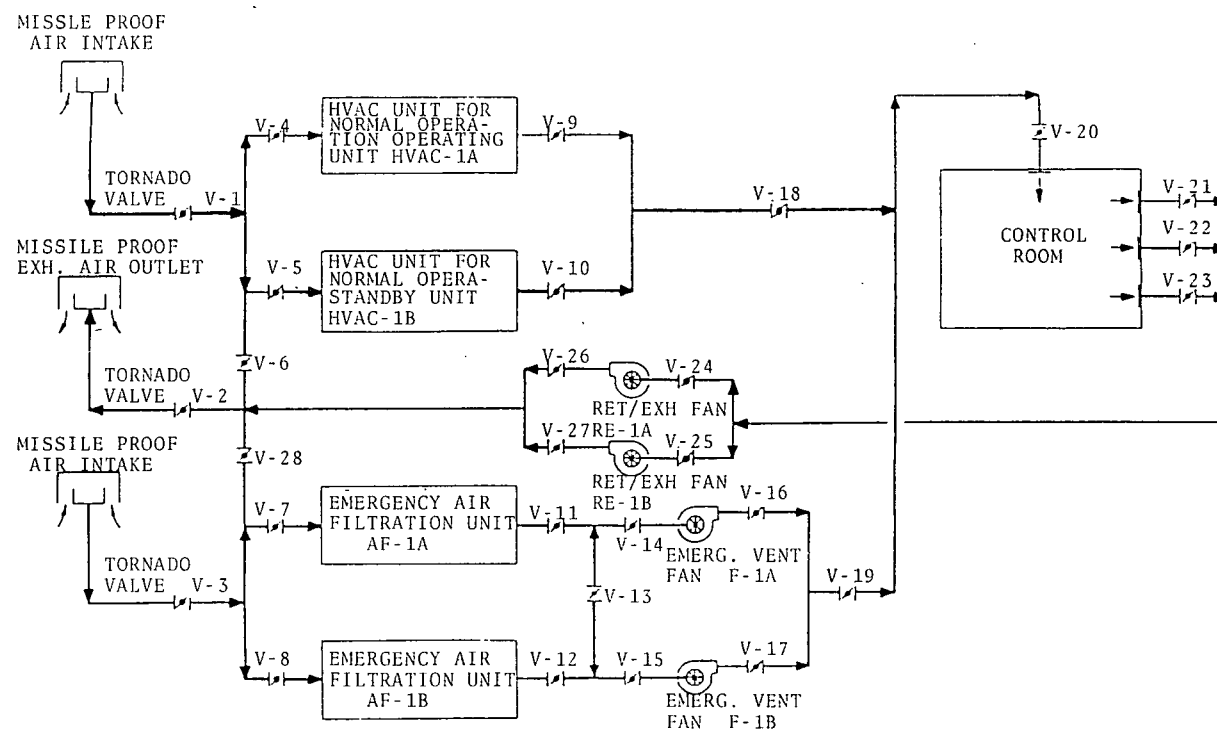 MISSLE PROOF
AIR INTAKE
TORNADO
VALVE
V-1
V-4
HVAC UNIT FOR
NORMAL OPERA-
TION OPERATING
UNIT HVAC-1A
V-9
V-18
V-20
CONTROL
ROOM
V-21
V-22
V-23
MISSILE PROOF
EXH. AIR OUTLET
V-5
HVAC UNIT FOR
NORMAL OPERA-
STANDBY UNIT
HVAC-1B
V-10
V-6
TORNADO
VALVE
V-2
V-26
V-24
RET/EXH FAN
RE-1A
V-27
V-25
RET/EXH FAN
RE-1B
MISSILE PROOF
AIR INTAKE
V-28
V-7
EMERGENCY AIR
FILTRATION UNIT
AF-1A
V-11
V-14
V-16
EMERG. VENT
FAN F-1A
TORNADO
VALVE
V-3
V-13
V-19
V-8
EMERGENCY AIR
FILTRATION UNIT
AF-1B
V-12
V-15
V-17
EMERG. VENT
FAN F-1B